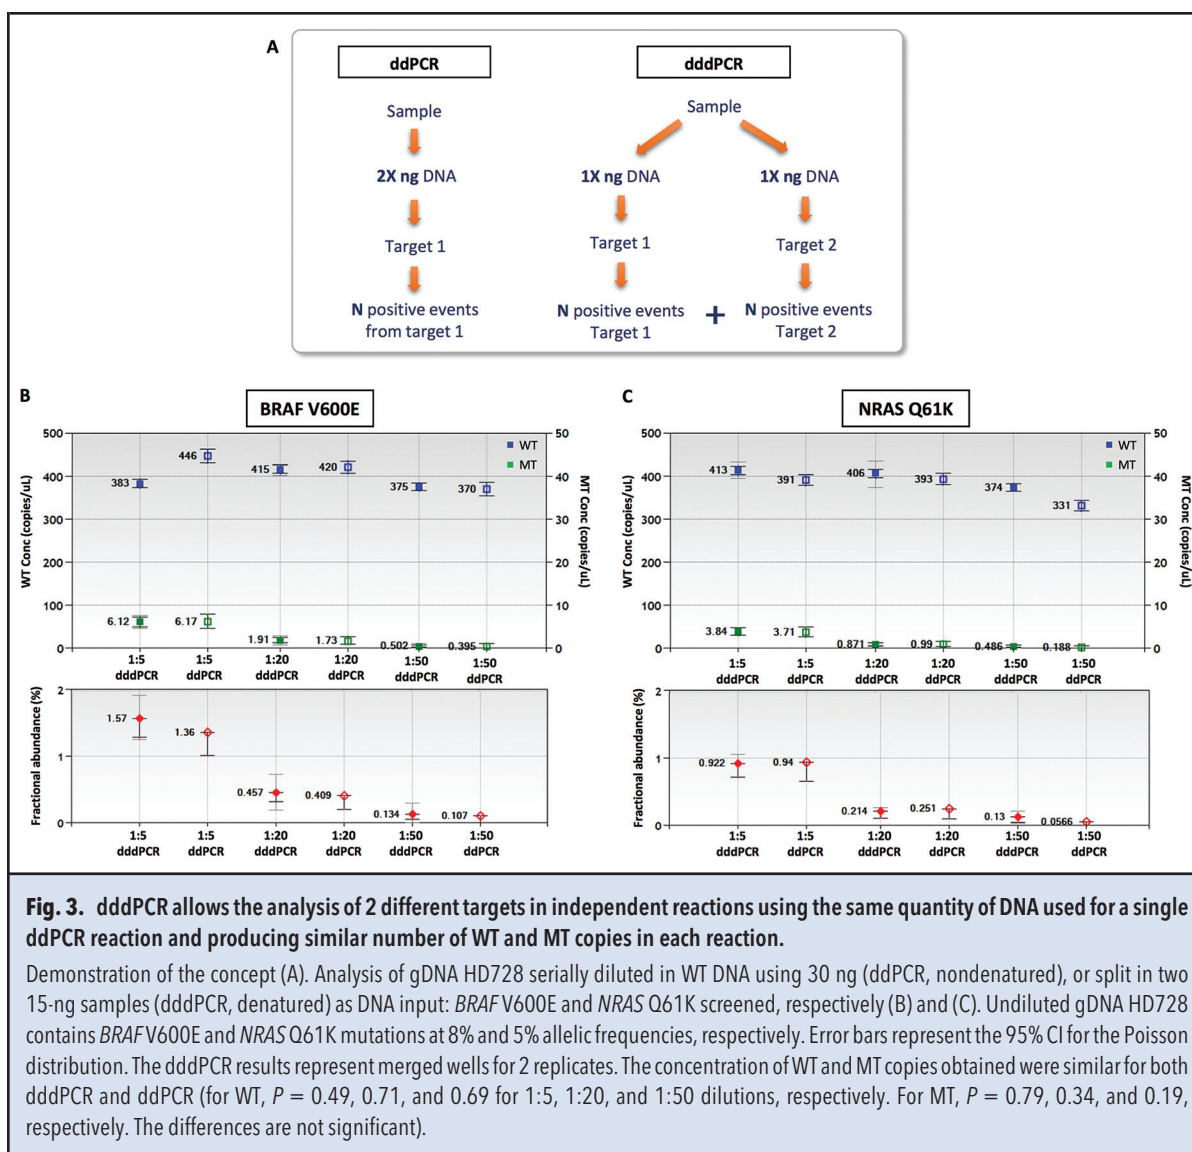 A
ddPCR
dddPCR
Sample
Sample
2X ng DNA
1X ng DNA
1X ng DNA
Target 1
Target 1
Target 2
N positive events
from target 1
N positive events
Target 1
+
N positive events
Target 2
B
BRAF V600E
WT Conc (copies/uL)
MT Conc (copies/uL)
500
400
300
200
100
0
50
40
30
20
10
0
WT
MT
383
446
415
420
375
370
6.12
6.17
1.91
1.73
0.502
0.395
1:5 1:5 1:20 1:20 1:50 1:50
dddPCR ddPCR dddPCR ddPCR dddPCR ddPCR
Fractional abundance (%)
2
1
0
1.57
1.36
0.457
0.409
0.134
0.107
1:5 1:5 1:20 1:20 1:50 1:50
dddPCR ddPCR dddPCR ddPCR dddPCR ddPCR
C
NRAS Q61K
WT Conc (copies/uL)
MT Conc (copies/uL)
500
400
300
200
100
0
50
40
30
20
10
0
WT
MT
413
391
406
393
374
331
3.84
3.71
0.871
0.99
0.486
0.188
1:5 1:5 1:20 1:20 1:50 1:50
dddPCR ddPCR dddPCR ddPCR dddPCR ddPCR
Fractional abundance (%)
2
1
0
0.922
0.94
0.214
0.251
0.13
0.0566
1:5 1:5 1:20 1:20 1:50 1:50
dddPCR ddPCR dddPCR ddPCR dddPCR ddPCR
Fig. 3. dddPCR allows the analysis of 2 different targets in independent reactions using the same quantity of DNA used for a single
ddPCR reaction and producing similar number of WT and MT copies in each reaction.
Demonstration of the concept (A). Analysis of gDNA HD728 serially diluted in WT DNA using 30 ng (ddPCR, nondenatured), or split in two
15-ng samples (dddPCR, denatured) as DNA input: BRAF V600E and NRAS Q61K screened, respectively (B) and (C). Undiluted gDNA HD728
contains BRAF V600E and NRAS Q61K mutations at 8% and 5% allelic frequencies, respectively. Error bars represent the 95% CI for the Poisson
distribution. The dddPCR results represent merged wells for 2 replicates. The concentration of WT and MT copies obtained were similar for both
dddPCR and ddPCR (for WT, P = 0.49, 0.71, and 0.69 for 1:5, 1:20, and 1:50 dilutions, respectively. For MT, P = 0.79, 0.34, and 0.19,
respectively. The differences are not significant).